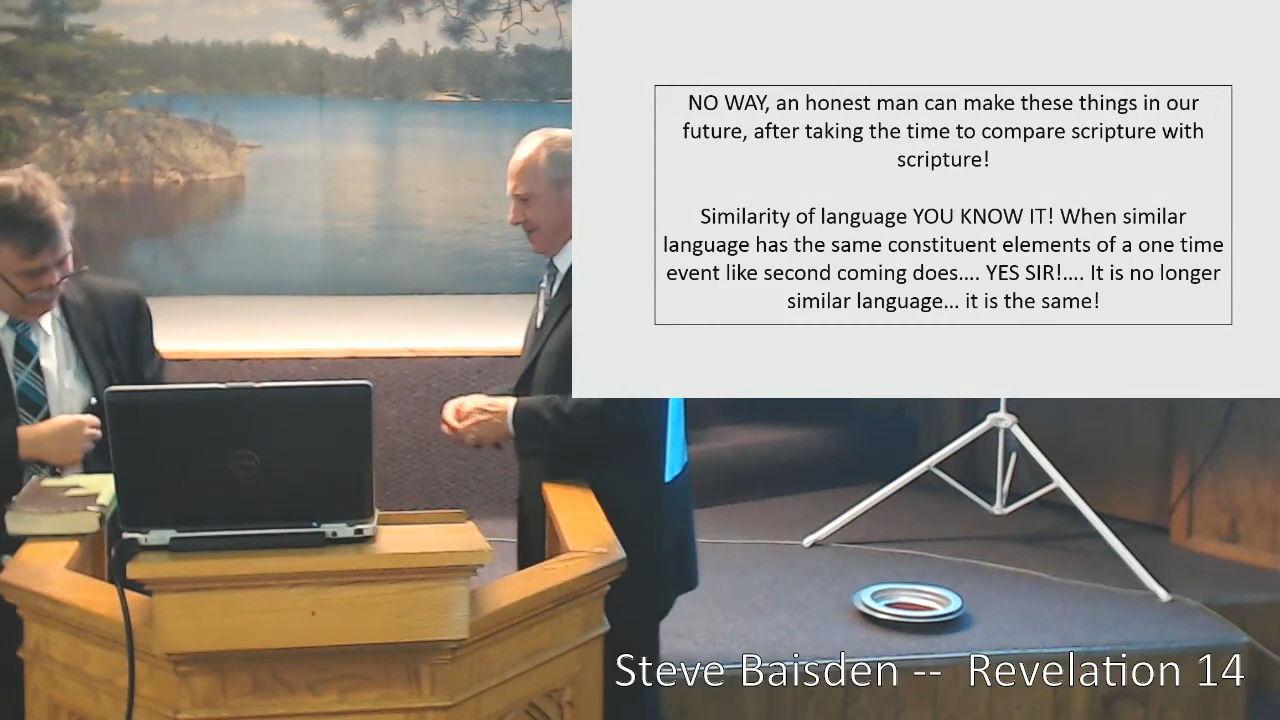 NO WAY, an honest man can make these things in our
future, after taking the time to compare scripture with
scripture!
Similarity of language YOU KNOW IT! When similar
language has the same constituent elements of a one time
event like second coming does.... YES SIR!.... It is no longer
similar language... it is the same!
Steve Baisden -- Revelation 14